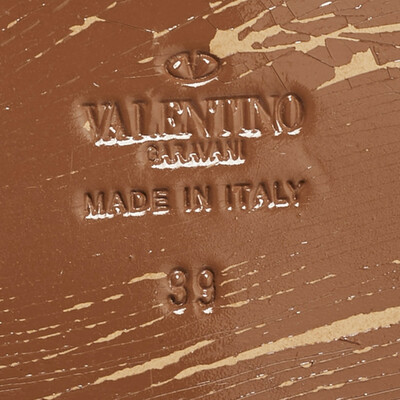 VALENTINO
GARAVANI
MADE IN ITALY
39